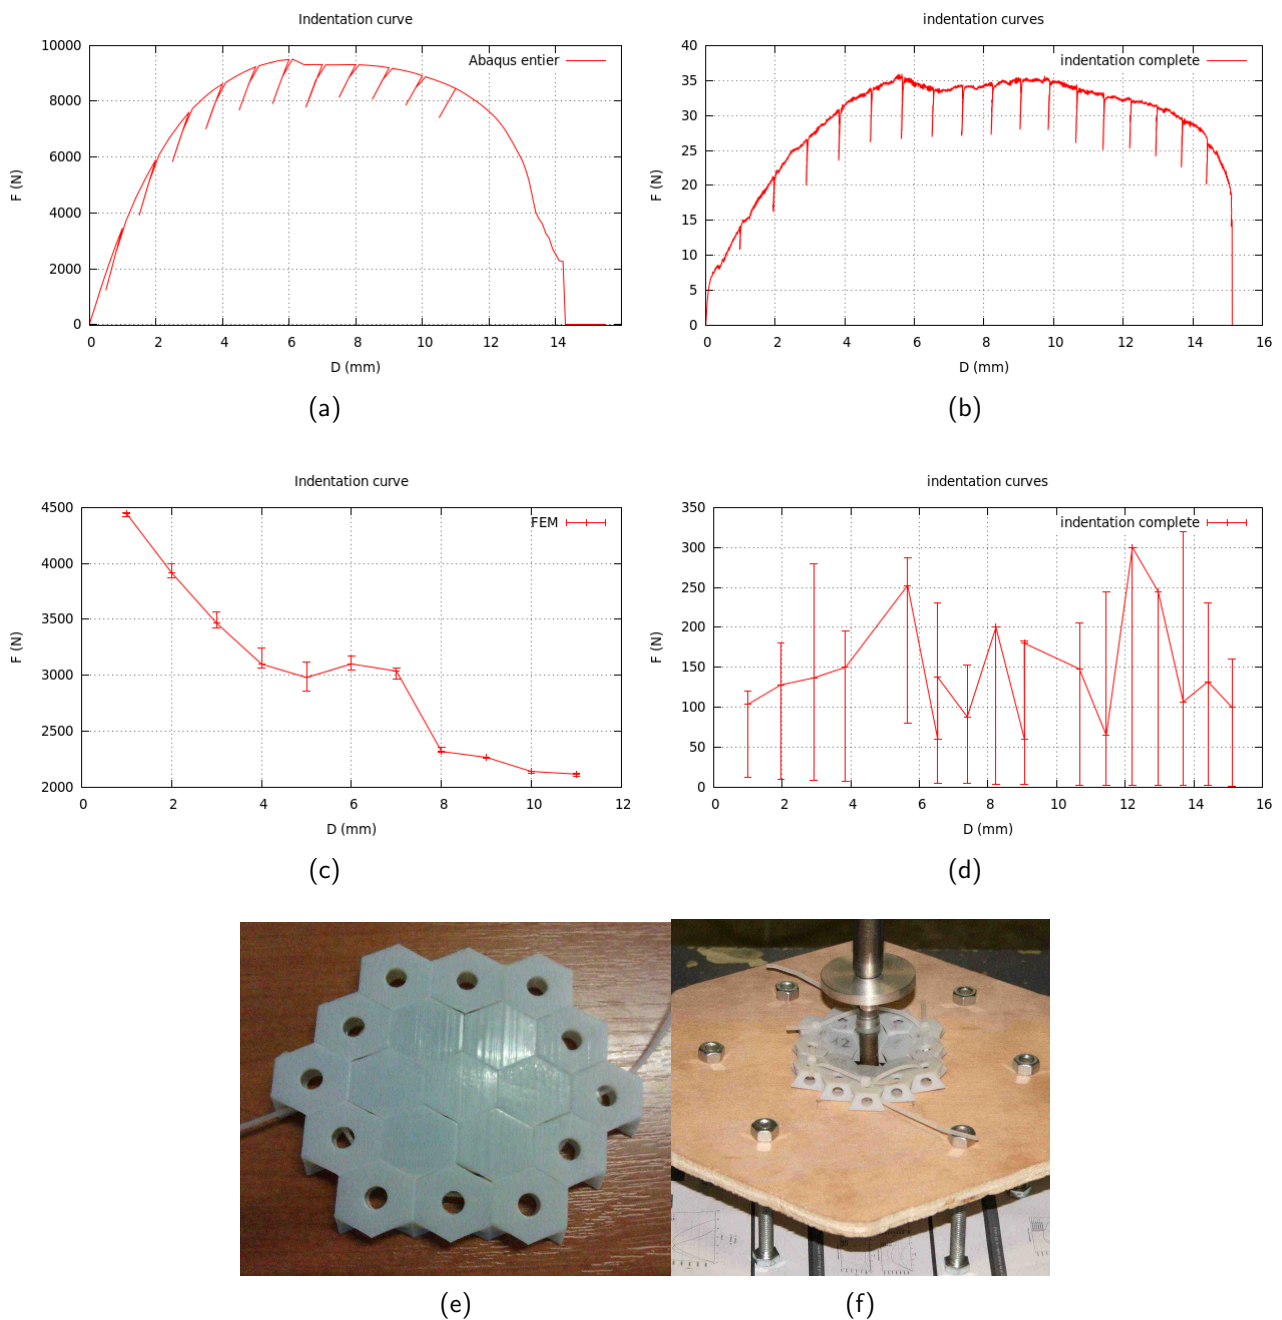 Indentation curve
10000
8000
6000
4000
2000
0
F (N)
Abaqus entier
0 2 4 6 8 10 12 14
D (mm)
(a)
indentation curves
40
35
30
25
20
15
10
5
0
F (N)
indentation complete
0 2 4 6 8 10 12 14 16
D (mm)
(b)
Indentation curve
4500
4000
3500
3000
2500
2000
F (N)
FEM
0 2 4 6 8 10 12
D (mm)
(c)
indentation curves
350
300
250
200
150
100
50
0
F (N)
indentation complete
0 2 4 6 8 10 12 14 16
D (mm)
(d)
(e)
12
(f)